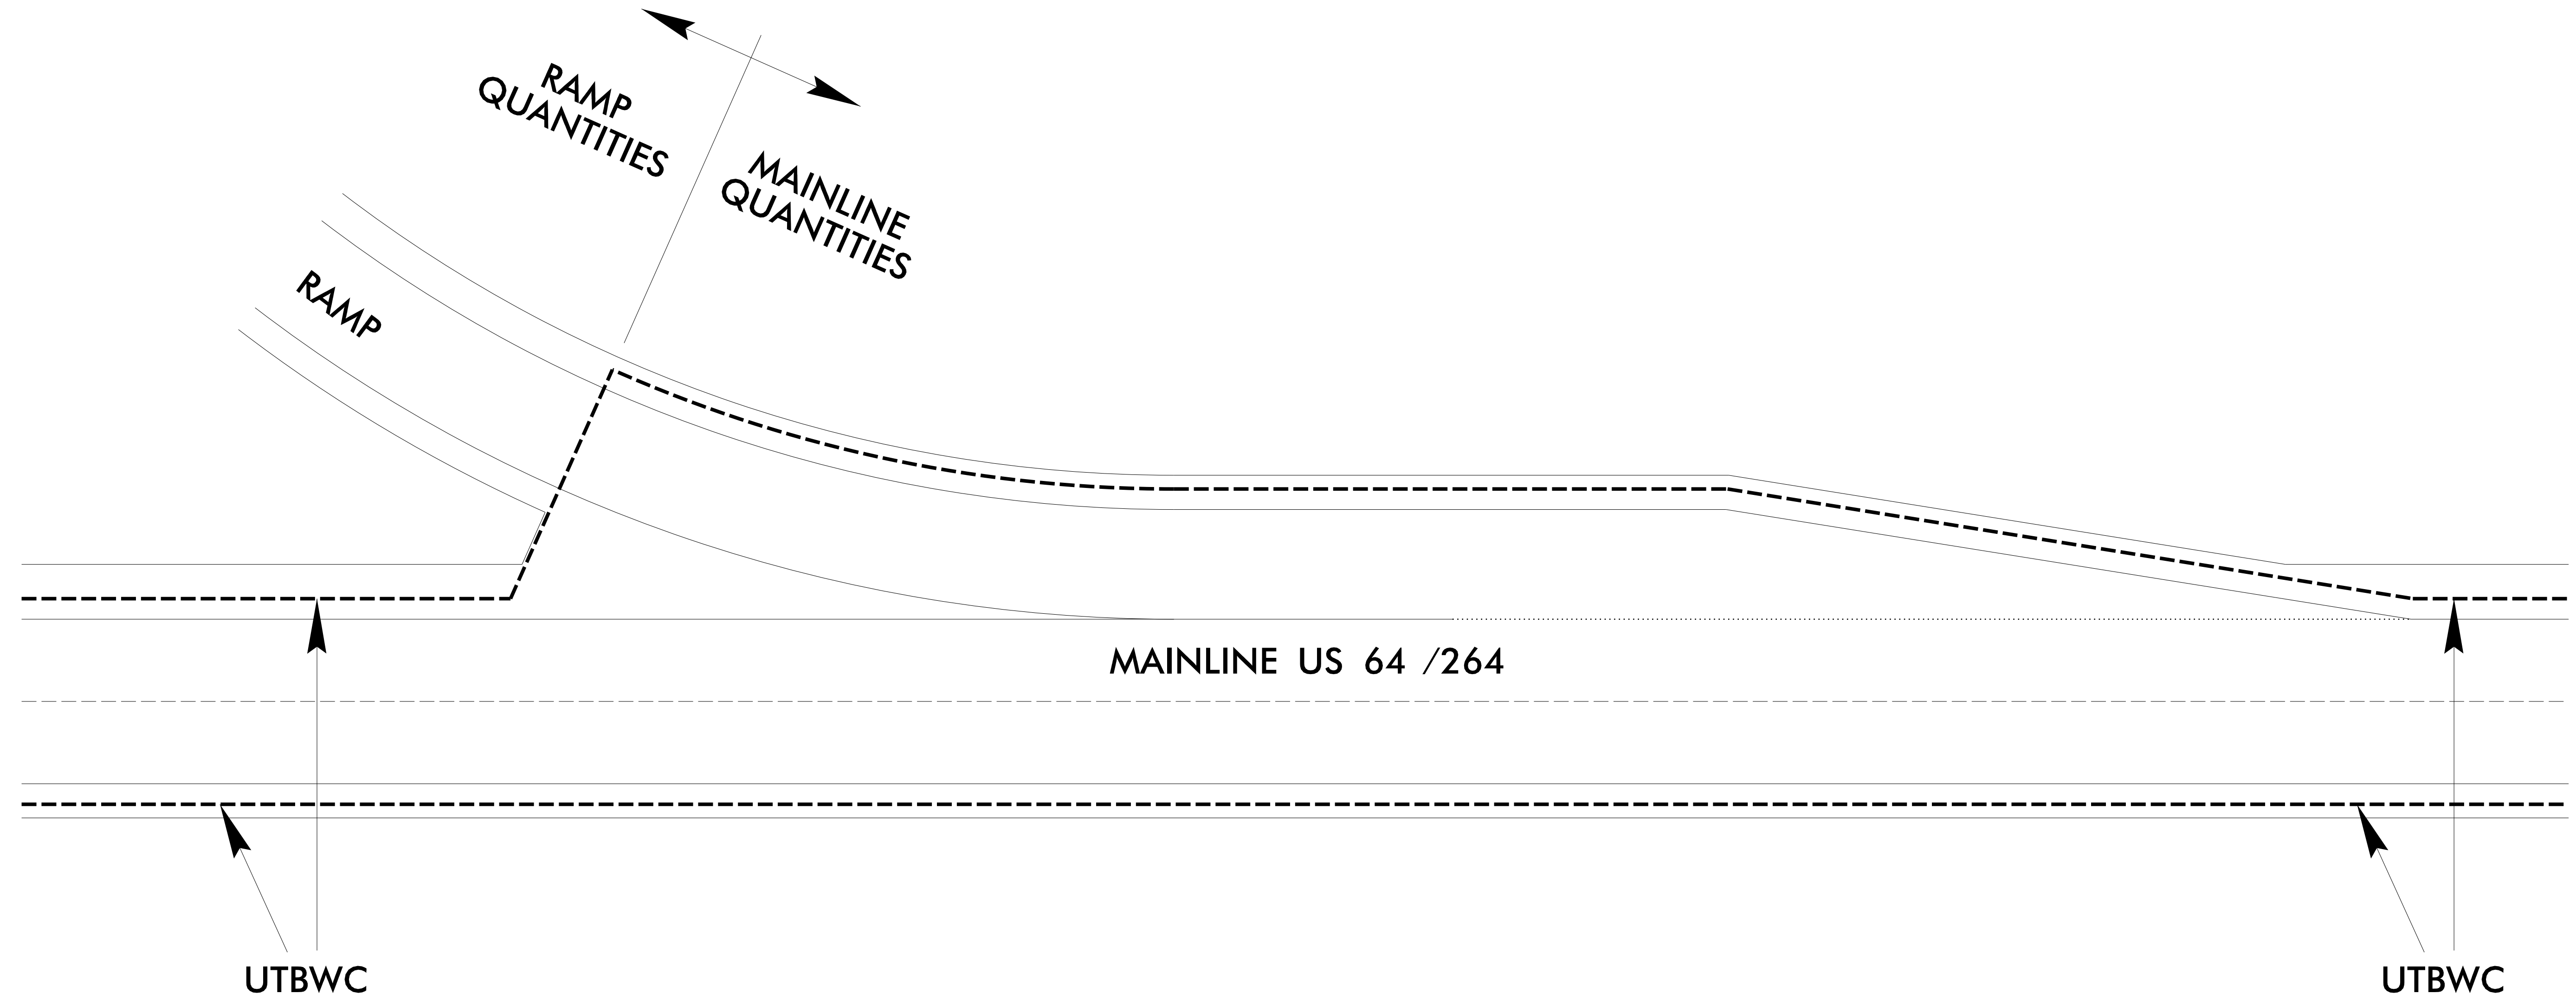 RAMP
QUANTITIES
MAINLINE
QUANTITIES
RAMP
MAINLINE US 64 /264
UTBWC
UTBWC